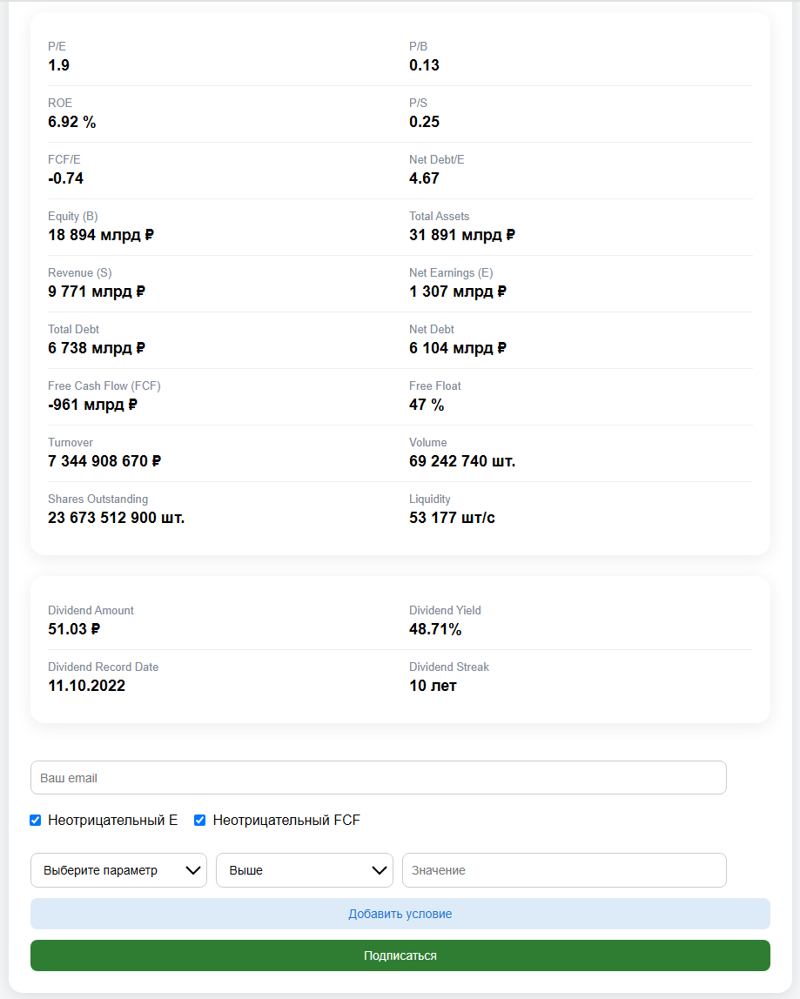 P/E P/B
1.9 0.13
ROE P/S
6.92 % 0.25
FCF/E Net Debt/E
-0.74 4.67
Equity (B) Total Assets
18 894 млрд ₽ 31 891 млрд ₽
Revenue (S) Net Earnings (E)
9 771 млрд ₽ 1 307 млрд ₽
Total Debt Net Debt
6 738 млрд ₽ 6 104 млрд ₽
Free Cash Flow (FCF) Free Float
-961 млрд ₽ 47 %
Turnover Volume
7 344 908 670 ₽ 69 242 740 шт.
Shares Outstanding Liquidity
23 673 512 900 шт. 53 177 шт/с
Dividend Amount Dividend Yield
51.03 ₽ 48.71%
Dividend Record Date Dividend Streak
11.10.2022 10 лет
Ваш email
Неотрицательный E Неотрицательный FCF
Выберите параметр Выше Значение
Добавить условие
Подписаться